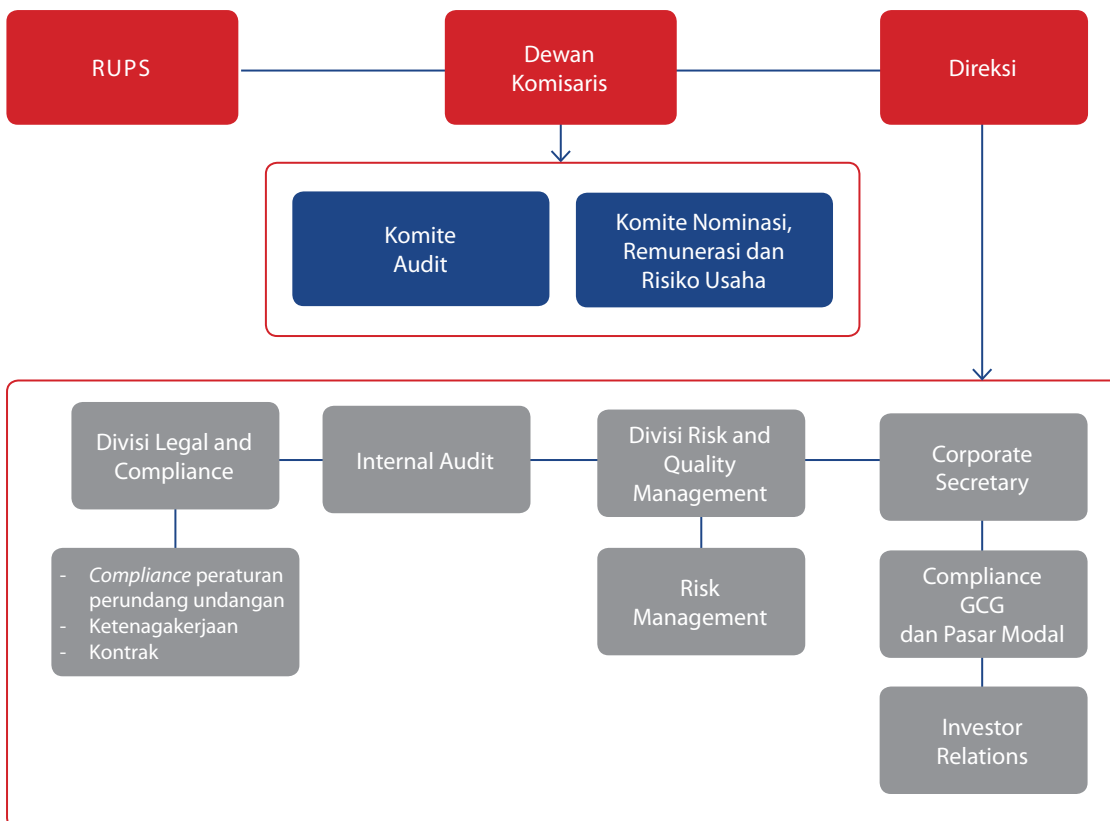 RUPS
Dewan
Komisaris
Direksi
Komite
Audit
Komite Nominasi,
Remunerasi dan
Risiko Usaha
Divisi Legal and
Compliance
Internal Audit
Divisi Risk and
Quality
Management
Corporate
Secretary
- Compliance peraturan
perundang undangan
- Ketenagakerjaan
- Kontrak
Risk
Management
Compliance
GCG
dan Pasar Modal
Investor
Relations